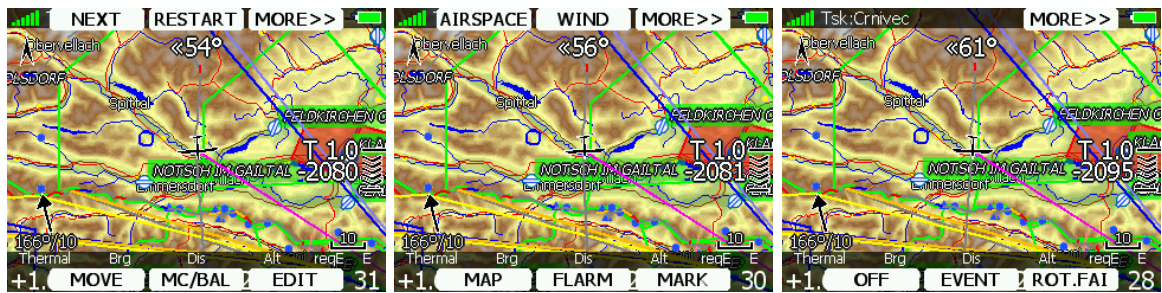 NEXT RESTART MORE>>
Obervellach
«54°
OLSDORF
Spittal
FELDKIRCHEN O
T 1.0
NOTSCH IM GAILTAL
-2080
Emmersdorf
166°/10
10
Thermal Brg Dis Alt reqE E
+1. MOVE MC/BAL EDIT 31
AIRSPACE WIND MORE>>
Obervellach
«56°
OLSDORF
Spittal
FELDKIRCHEN O
T 1.0
NOTSCH IM GAILTAL
-2081
Emmersdorf
166°/10
10
Thermal Brg Dis Alt reqE E
+1. MAP FLARM MARK 30
Tsk:Crnivec MORE>>
Obervellach
«61°
OLSDORF
Spittal
FELDKIRCHEN O
T 1.0
NOTSCH IM GAILTAL
-2095
Emmersdorf
166°/10
10
Thermal Brg Dis Alt reqE E
+1. OFF EVENT ROT.FAI 28